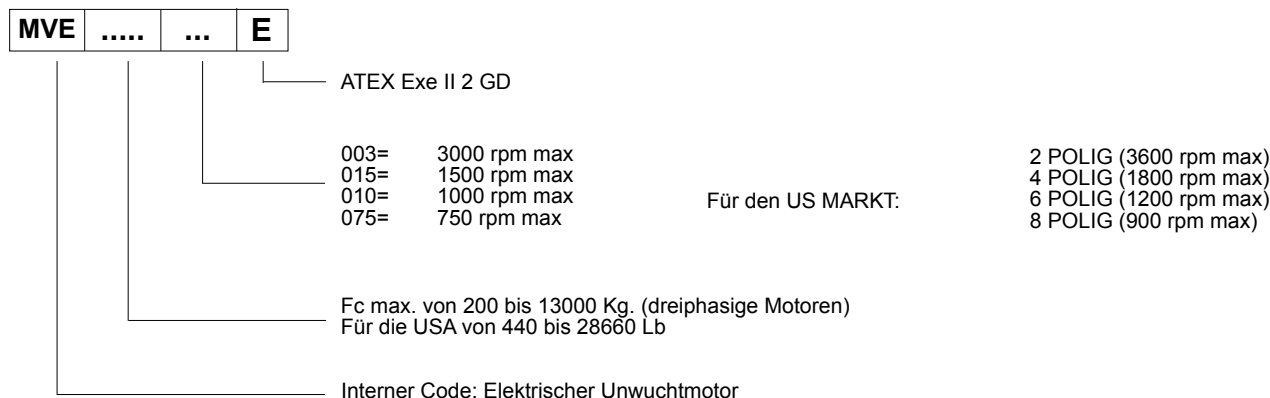 MVE ..... ... E
ATEX Exe II 2 GD
003= 3000 rpm max
015= 1500 rpm max
010= 1000 rpm max
075= 750 rpm max
Für den US MARKT:
2 POLIG (3600 rpm max)
4 POLIG (1800 rpm max)
6 POLIG (1200 rpm max)
8 POLIG (900 rpm max)
Fc max. von 200 bis 13000 Kg. (dreiphasige Motoren)
Für die USA von 440 bis 28660 Lb
Interner Code: Elektrischer Unwuchtmotor